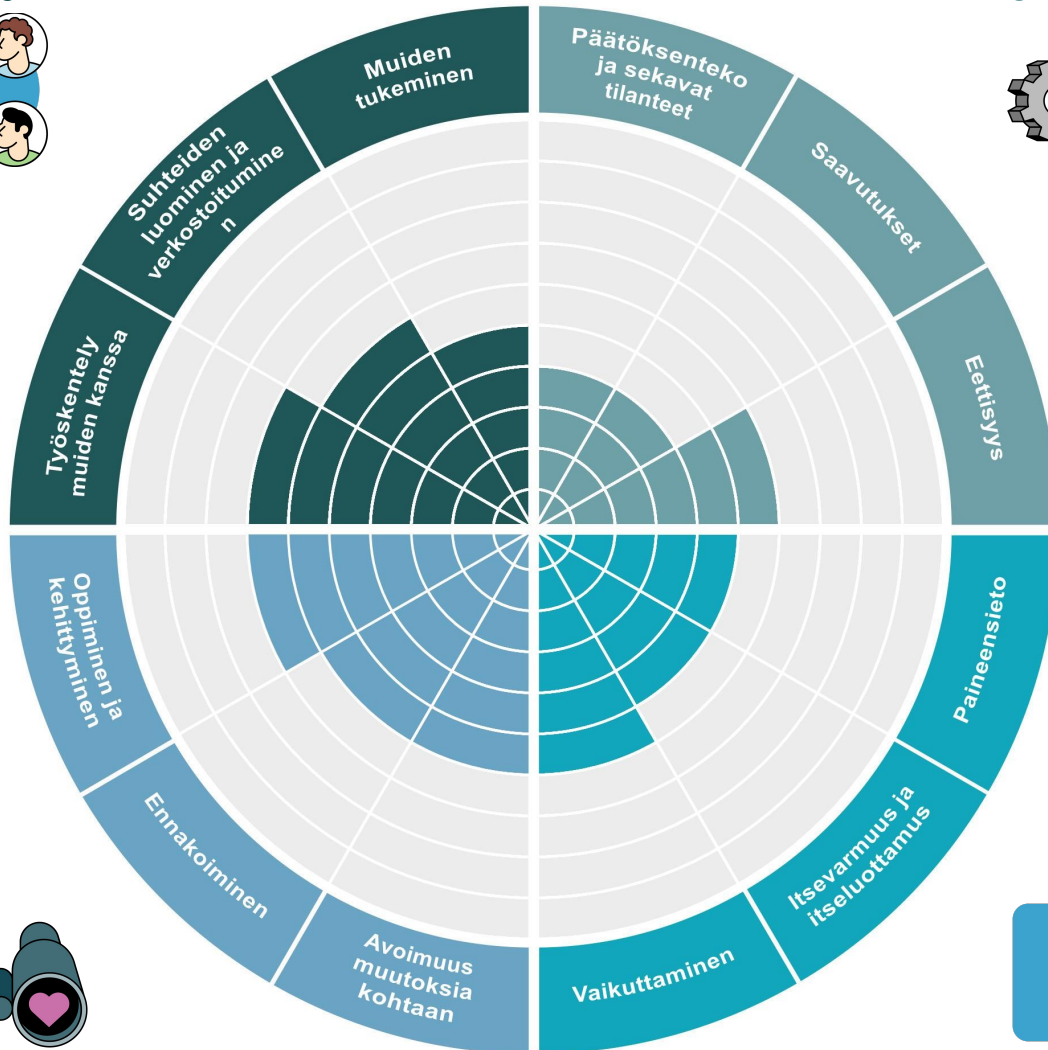 Muiden
tukeminen
Päätöksenteko
ja sekavat
tilanteet
Saavutukset
Eettisyys
Paineensieto
Itsevarmuus ja
itseluottamus
Vaikuttaminen
Avoimuus
muutoksia
kohtaan
Ennakoiminen
Oppiminen ja
kehittyminen
Työskentely
muiden kanssa
Suhteiden
luominen ja
verkostoitumine
n